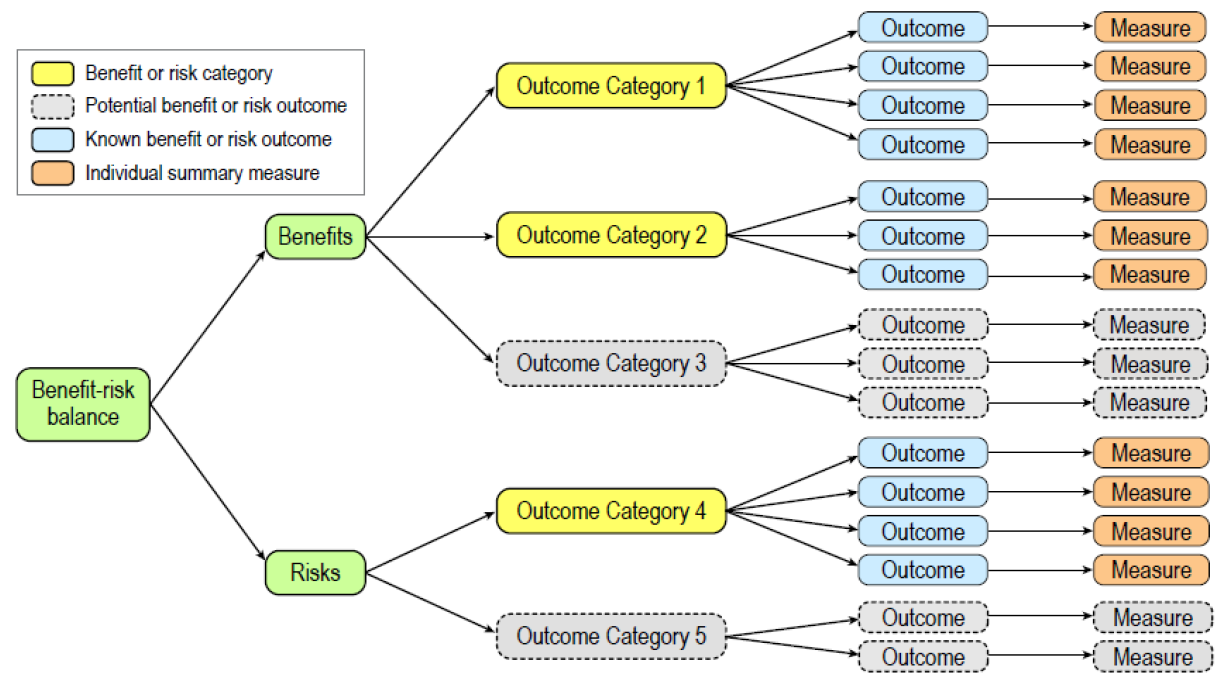 Benefit or risk category
Potential benefit or risk outcome
Known benefit or risk outcome
Individual summary measure
Benefit-risk
balance
Benefits
Risks
Outcome Category 1
Outcome Measure
Outcome Measure
Outcome Measure
Outcome Measure
Outcome Category 2
Outcome Measure
Outcome Measure
Outcome Measure
Outcome Category 3
Outcome Measure
Outcome Measure
Outcome Measure
Outcome Category 4
Outcome Measure
Outcome Measure
Outcome Measure
Outcome Measure
Outcome Category 5
Outcome Measure
Outcome Measure